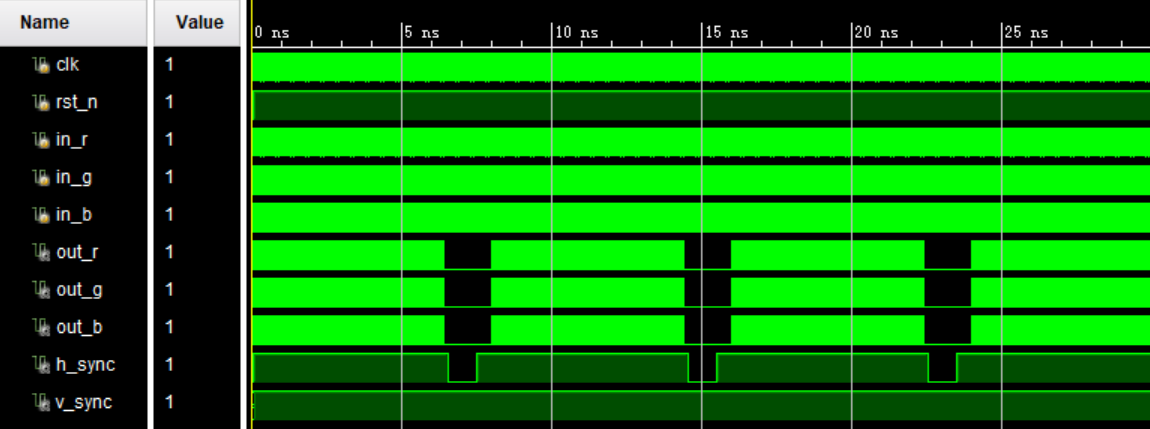 Name Value
0 ns 5 ns 10 ns 15 ns 20 ns 25 ns
clk 1
rst_n 1
in_r 1
in_g 1
in_b 1
out_r 1
out_g 1
out_b 1
h_sync 1
v_sync 1